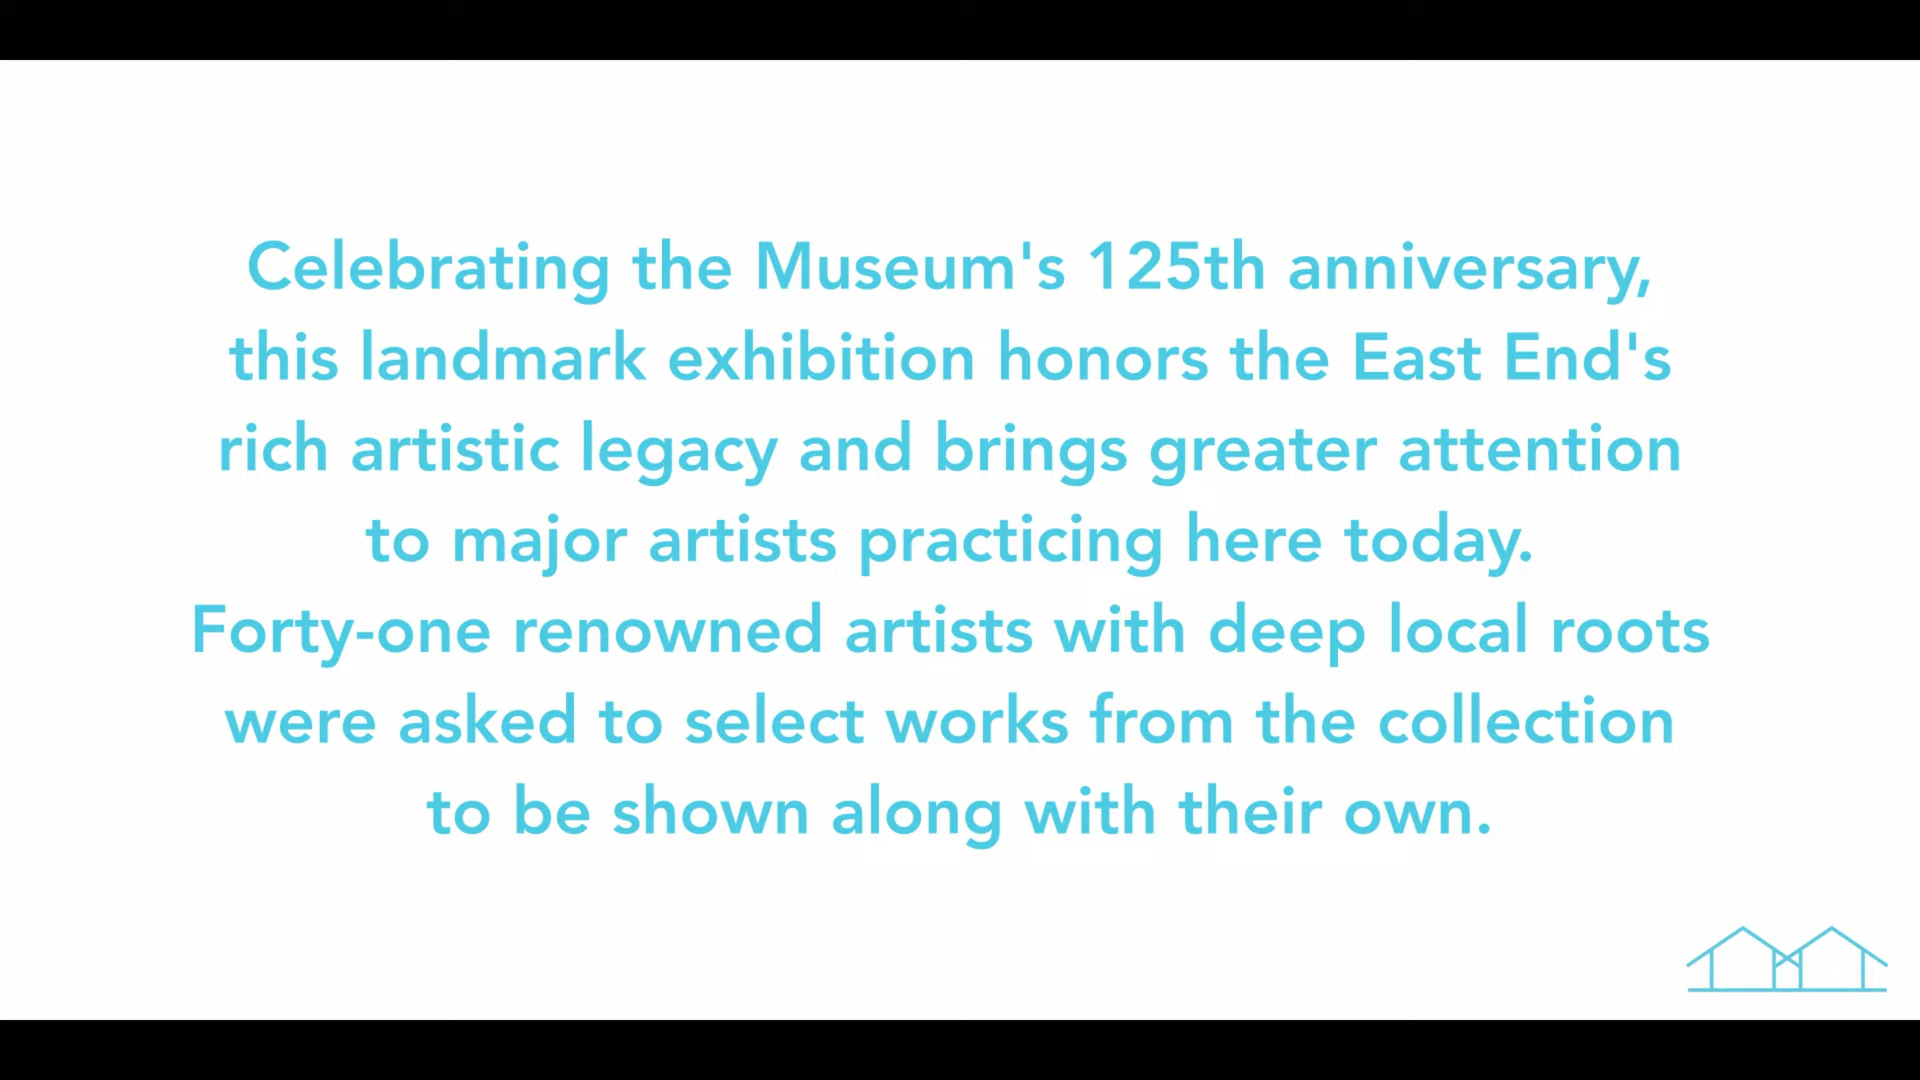 Celebrating the Museum's 125th anniversary,
this landmark exhibition honors the East End's
rich artistic legacy and brings greater attention
to major artists practicing here today.
Forty-one renowned artists with deep local roots
were asked to select works from the collection
to be shown along with their own.